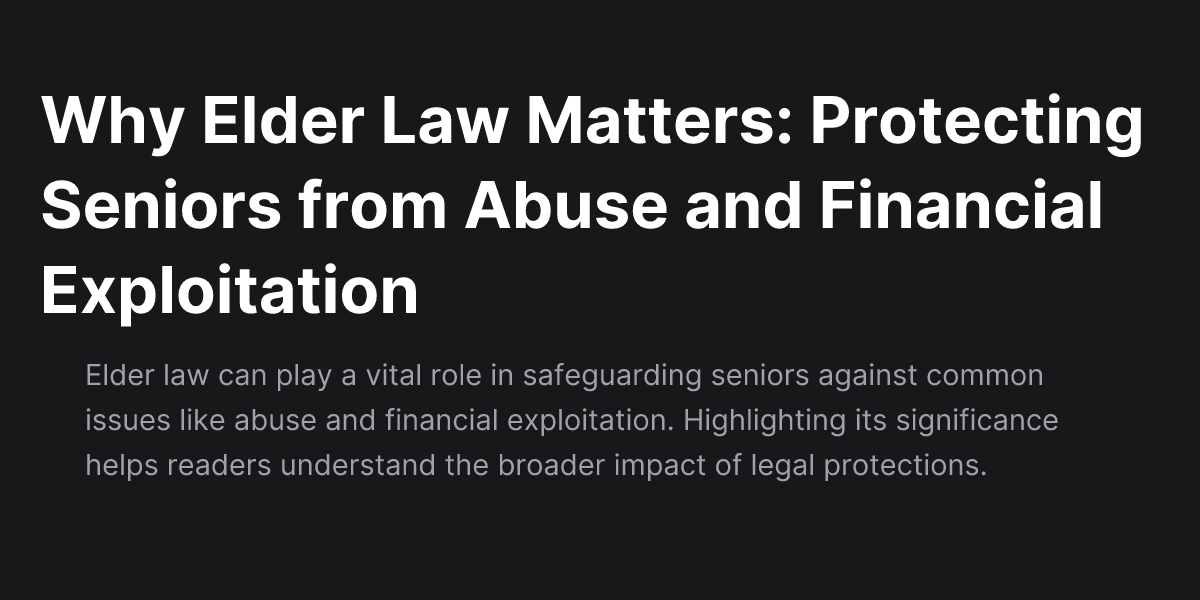 Why Elder Law Matters: Protecting
Seniors from Abuse and Financial
Exploitation
Elder law can play a vital role in safeguarding seniors against common
issues like abuse and financial exploitation. Highlighting its significance
helps readers understand the broader impact of legal protections.